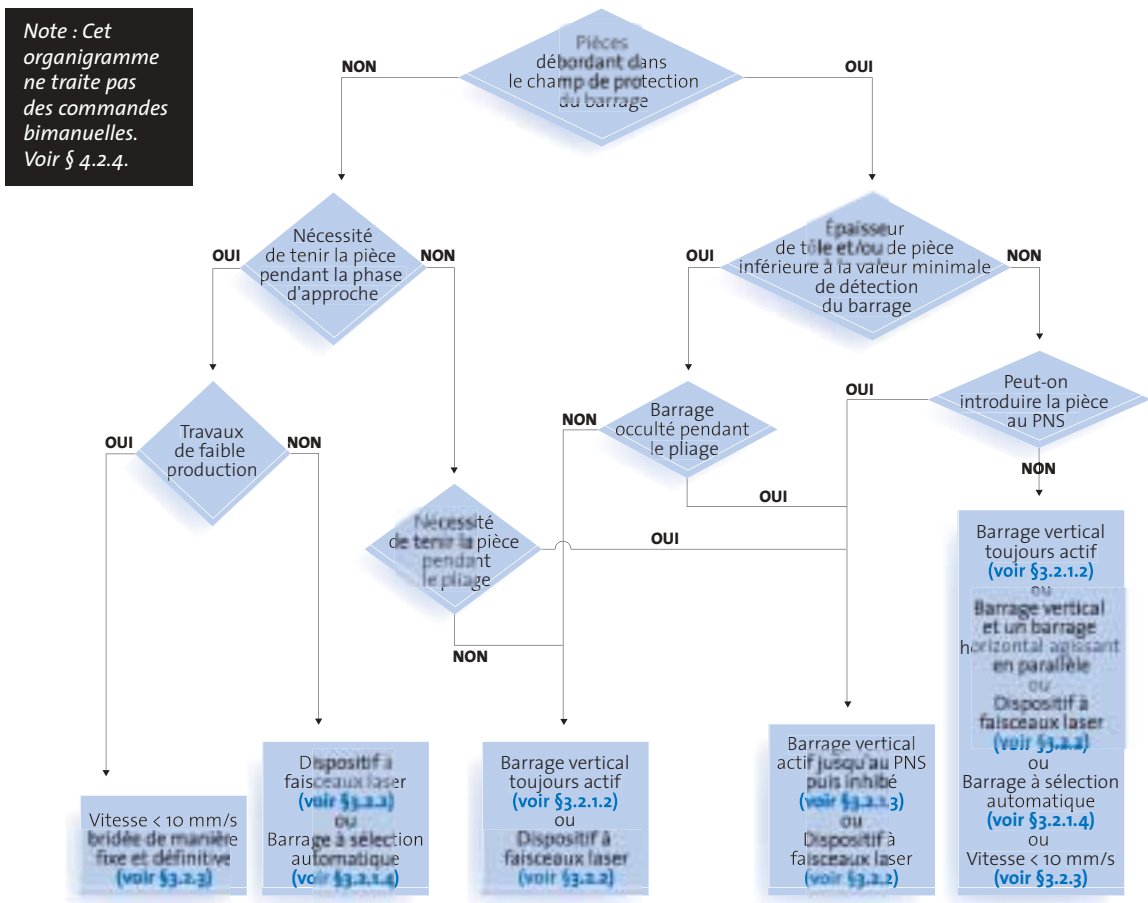 Note : Cet
organigramme
ne traite pas
des commandes
bimanuelles.
Voir § 4.2.4.
Pièces
débordant dans
le champ de protection
du barrage
NON
OUI
Nécessité
de tenir la pièce
pendant la phase
d'approche
OUI
NON
Épaisseur
de tôle et/ou de pièce
inférieure à la valeur minimale
de détection
du barrage
OUI
NON
Travaux
de faible
production
OUI
NON
Barrage
occulté pendant
le pliage
NON
OUI
Peut-on
introduire la pièce
au PNS
OUI
NON
Nécessité
de tenir la pièce
pendant
le pliage
OUI
NON
Vitesse < 10 mm/s
bridée de manière
fixe et définitive
(voir §3.2.3)
Dispositif à
faisceaux laser
(voir §3.2.2)
ou
Barrage à sélection
automatique
(voir §3.2.1.4)
Barrage vertical
toujours actif
(voir §3.2.1.2)
ou
Dispositif à
faisceaux laser
(voir §3.2.2)
Barrage vertical
actif jusqu'au PNS
puis inhibé
(voir §3.2.1.3)
ou
Dispositif à
faisceaux laser
(voir §3.2.2)
Barrage vertical
toujours actif
(voir §3.2.1.2)
ou
Barrage vertical
et un barrage
horizontal agissant
en parallèle
ou
Dispositif à
faisceaux laser
(voir §3.2.2)
ou
Barrage à sélection
automatique
(voir §3.2.1.4)
ou
Vitesse < 10 mm/s
(voir §3.2.3)